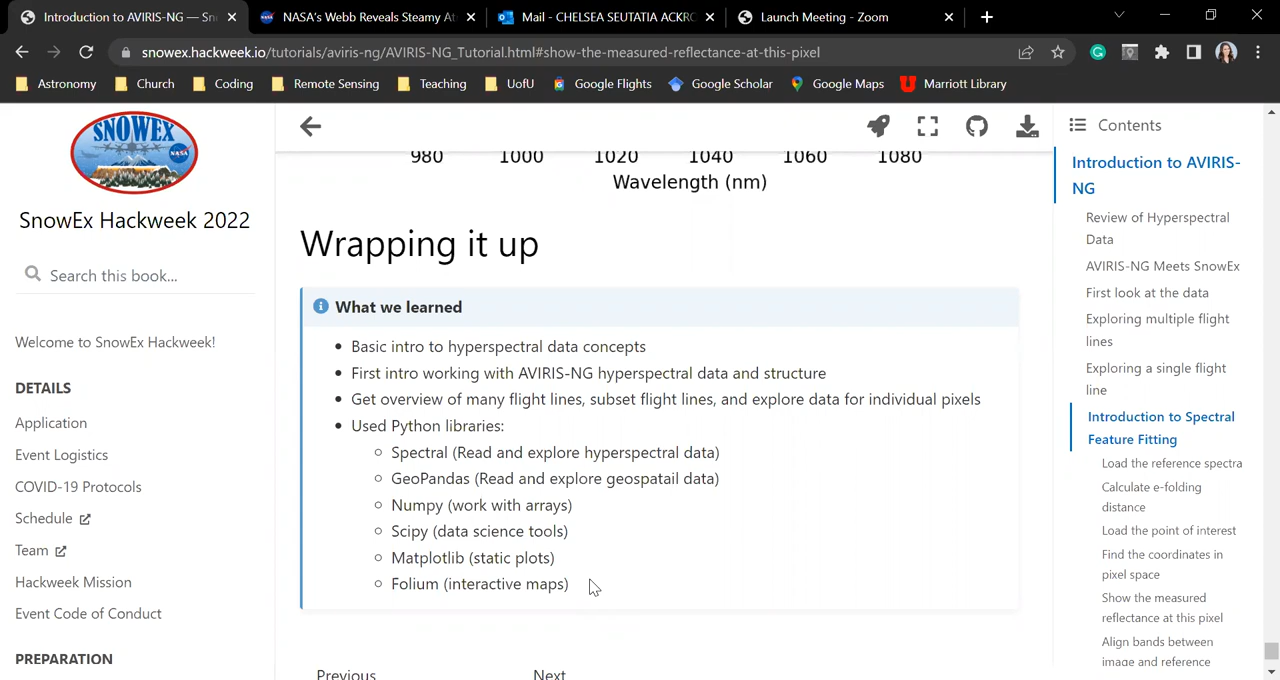 Introduction to AVIRIS-NG — Sn
NASA's Webb Reveals Steamy At
Mail - CHELSEA SEUTATIA ACKRO
Launch Meeting - Zoom
snowex.hackweek.io/tutorials/aviris-ng/AVIRIS-NG_Tutorial.html#show-the-measured-reflectance-at-this-pixel
Astronomy
Church
Coding
Remote Sensing
Teaching
UofU
Google Flights
Google Scholar
Google Maps
Marriott Library
SNOWEX
NASA
SnowEx Hackweek 2022
Search this book...
Welcome to SnowEx Hackweek!
DETAILS
Application
Event Logistics
COVID-19 Protocols
Schedule
Team
Hackweek Mission
Event Code of Conduct
PREPARATION
980 1000 1020 1040 1060 1080
Wavelength (nm)
Wrapping it up
What we learned
• Basic intro to hyperspectral data concepts
• First intro working with AVIRIS-NG hyperspectral data and structure
• Get overview of many flight lines, subset flight lines, and explore data for individual pixels
• Used Python libraries:
○ Spectral (Read and explore hyperspectral data)
○ GeoPandas (Read and explore geospatail data)
○ Numpy (work with arrays)
○ Scipy (data science tools)
○ Matplotlib (static plots)
○ Folium (interactive maps)
Previous
Next
Contents
Introduction to AVIRIS-
NG
Review of Hyperspectral
Data
AVIRIS-NG Meets SnowEx
First look at the data
Exploring multiple flight
lines
Exploring a single flight
line
Introduction to Spectral
Feature Fitting
Load the reference spectra
Calculate e-folding
distance
Load the point of interest
Find the coordinates in
pixel space
Show the measured
reflectance at this pixel
Align bands between
image and reference